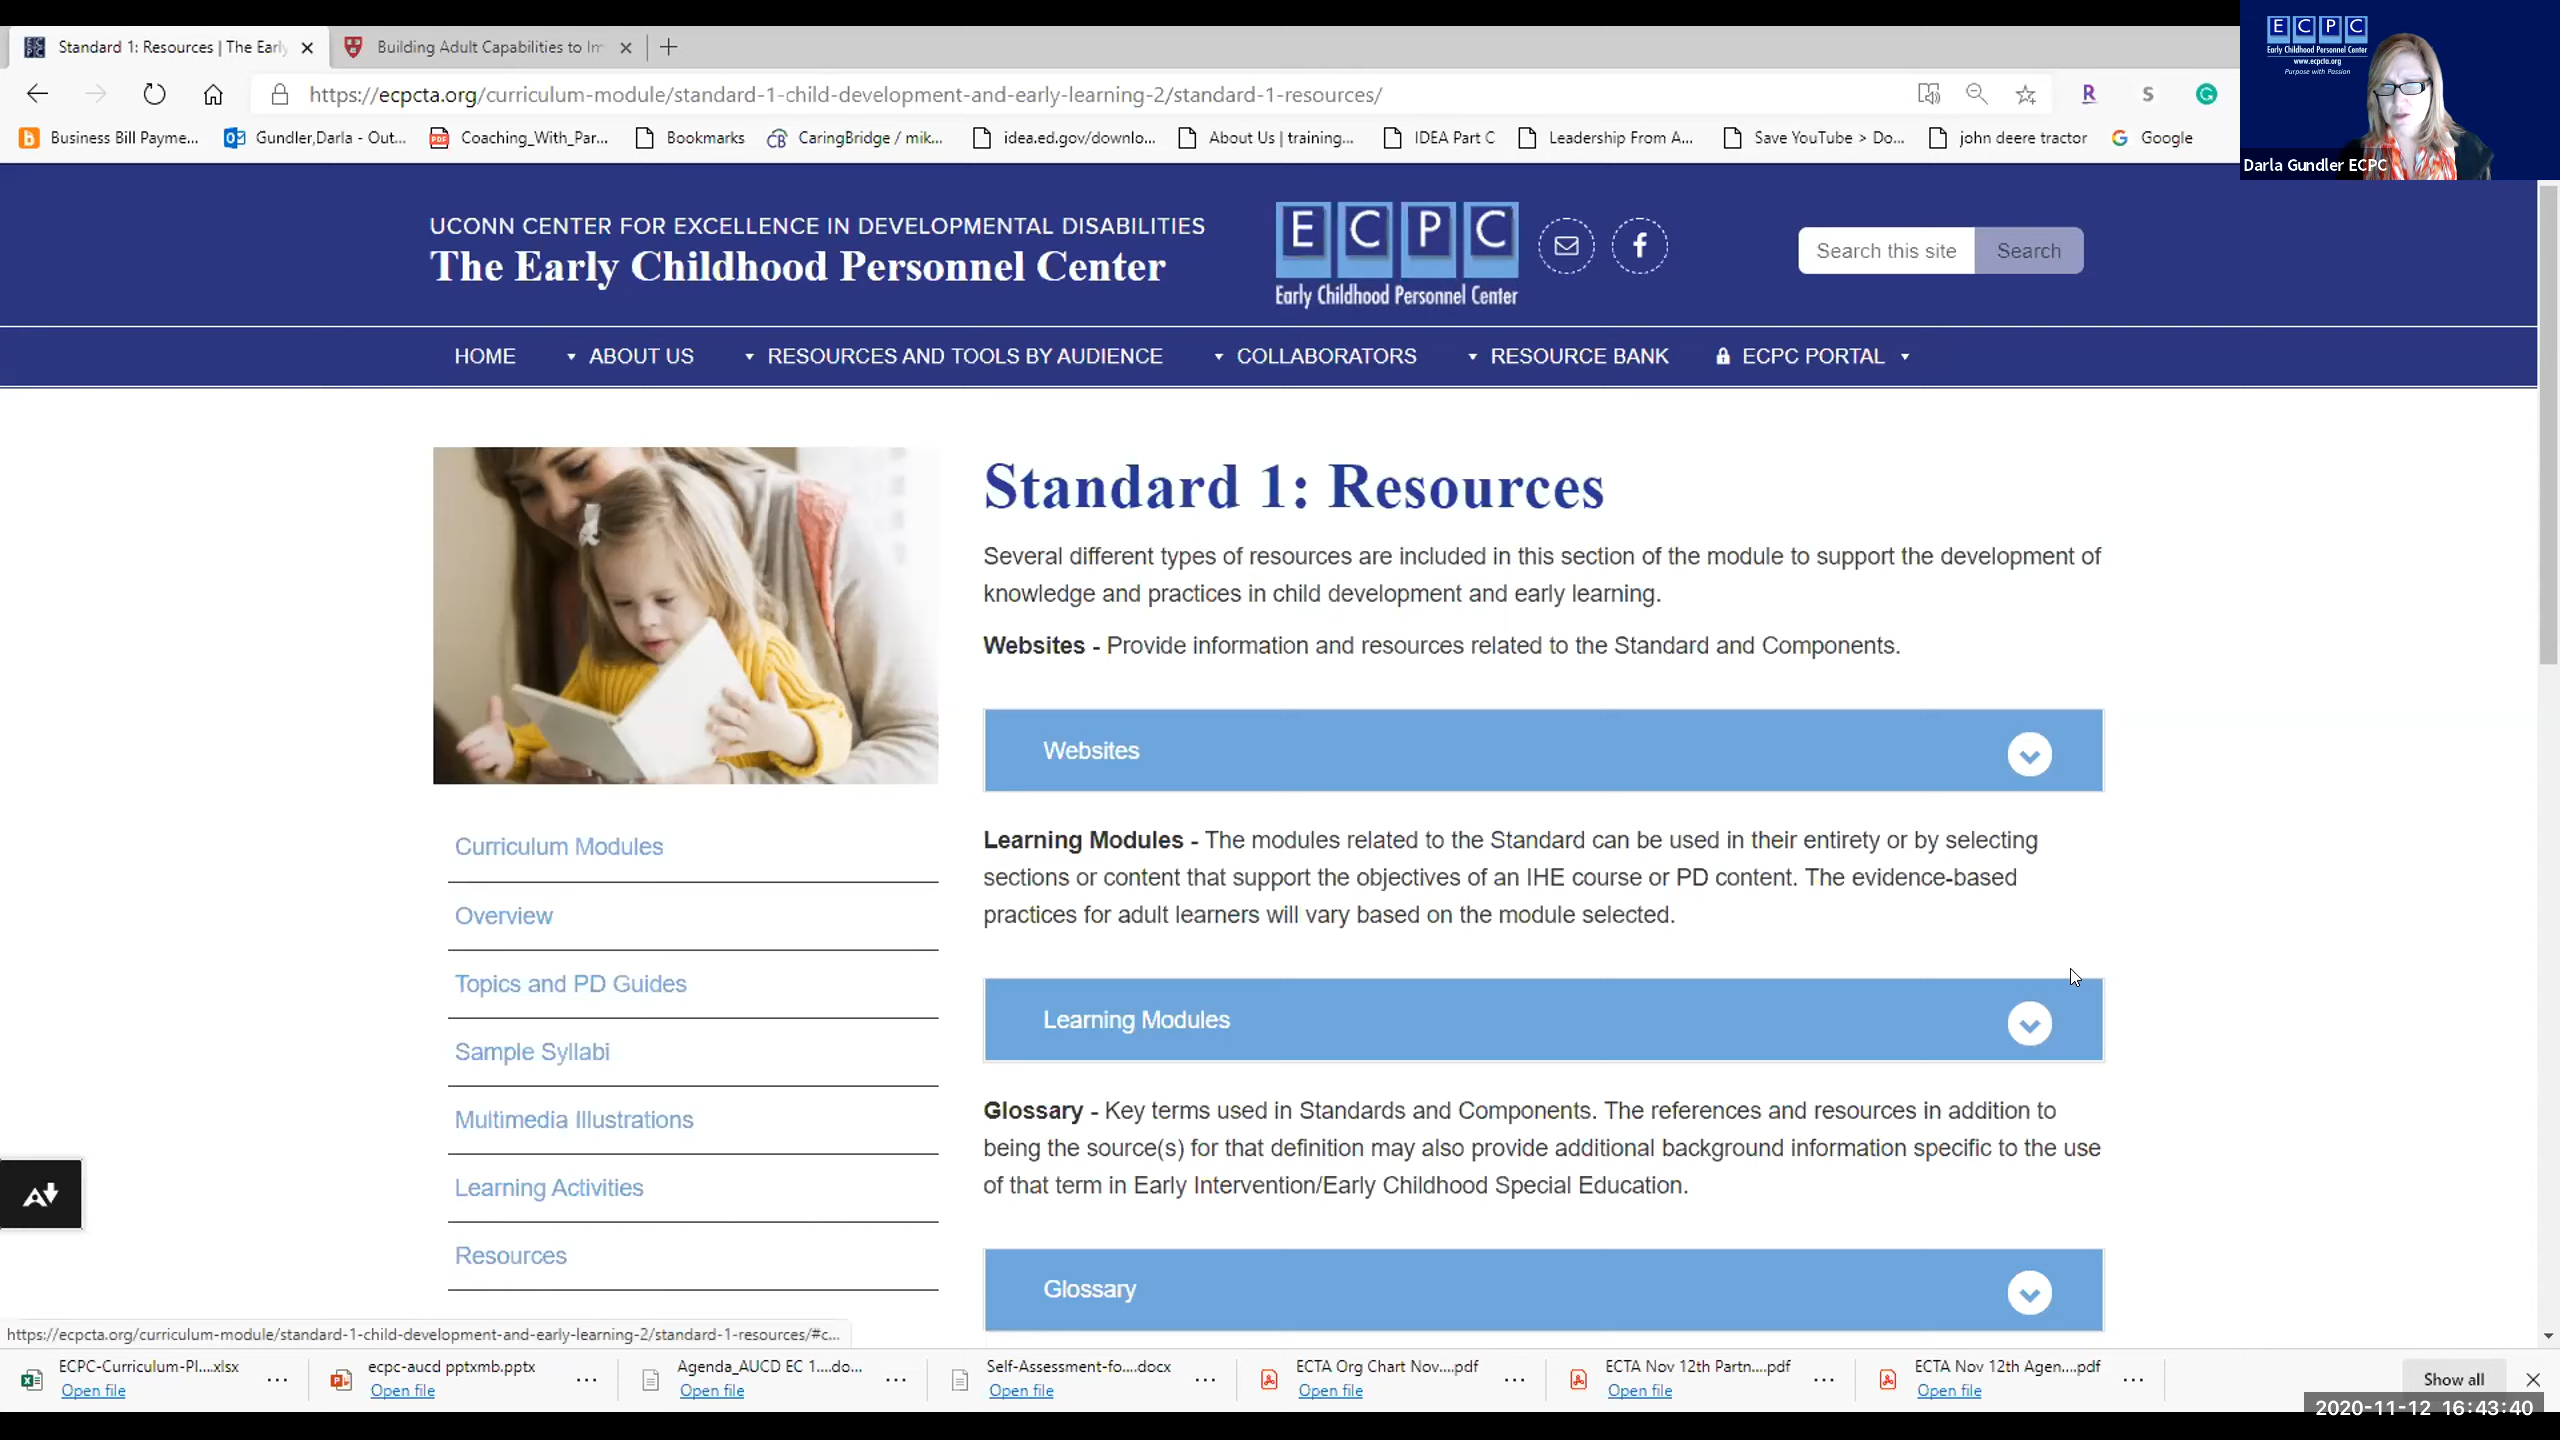 Standard 1: Resources | The Early
Building Adult Capabilities to Im
https://ecpcta.org/curriculum-module/standard-1-child-development-and-early-learning-2/standard-1-resources/
Business Bill Payme...
Gundler,Darla - Out...
Coaching_With_Par...
Bookmarks
CaringBridge / mik...
idea.ed.gov/downlo...
About Us | training...
IDEA Part C
Leadership From A...
Save YouTube > Do...
john deere tractor
Google
E C P C
Early Childhood Personnel Center
www.ecpcta.org
Purpose with Passion
Darla Gundler ECPC
UCONN CENTER FOR EXCELLENCE IN DEVELOPMENTAL DISABILITIES
The Early Childhood Personnel Center
E C P C
Early Childhood Personnel Center
Search this site
Search
HOME
ABOUT US
RESOURCES AND TOOLS BY AUDIENCE
COLLABORATORS
RESOURCE BANK
ECPC PORTAL
Standard 1: Resources
Several different types of resources are included in this section of the module to support the development of
knowledge and practices in child development and early learning.
Websites - Provide information and resources related to the Standard and Components.
Websites
Learning Modules - The modules related to the Standard can be used in their entirety or by selecting
sections or content that support the objectives of an IHE course or PD content. The evidence-based
practices for adult learners will vary based on the module selected.
Learning Modules
Glossary - Key terms used in Standards and Components. The references and resources in addition to
being the source(s) for that definition may also provide additional background information specific to the use
of that term in Early Intervention/Early Childhood Special Education.
Glossary
Curriculum Modules
Overview
Topics and PD Guides
Sample Syllabi
Multimedia Illustrations
Learning Activities
Resources
https://ecpcta.org/curriculum-module/standard-1-child-development-and-early-learning-2/standard-1-resources/#c...
ECPC-Curriculum-Pl....xlsx
Open file
ecpc-aucd pptxmb.pptx
Open file
Agenda_AUCD EC 1....do...
Open file
Self-Assessment-fo....docx
Open file
ECTA Org Chart Nov....pdf
Open file
ECTA Nov 12th Partn....pdf
Open file
ECTA Nov 12th Agen....pdf
Open file
Show all
2020-11-12 16:43:40